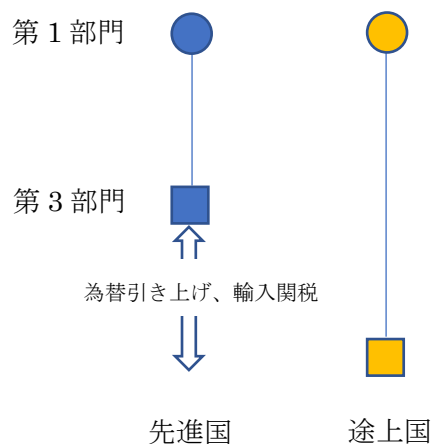 第 1 部門
第 3 部門
為替引き上げ、輸入関税
先進国
途上国